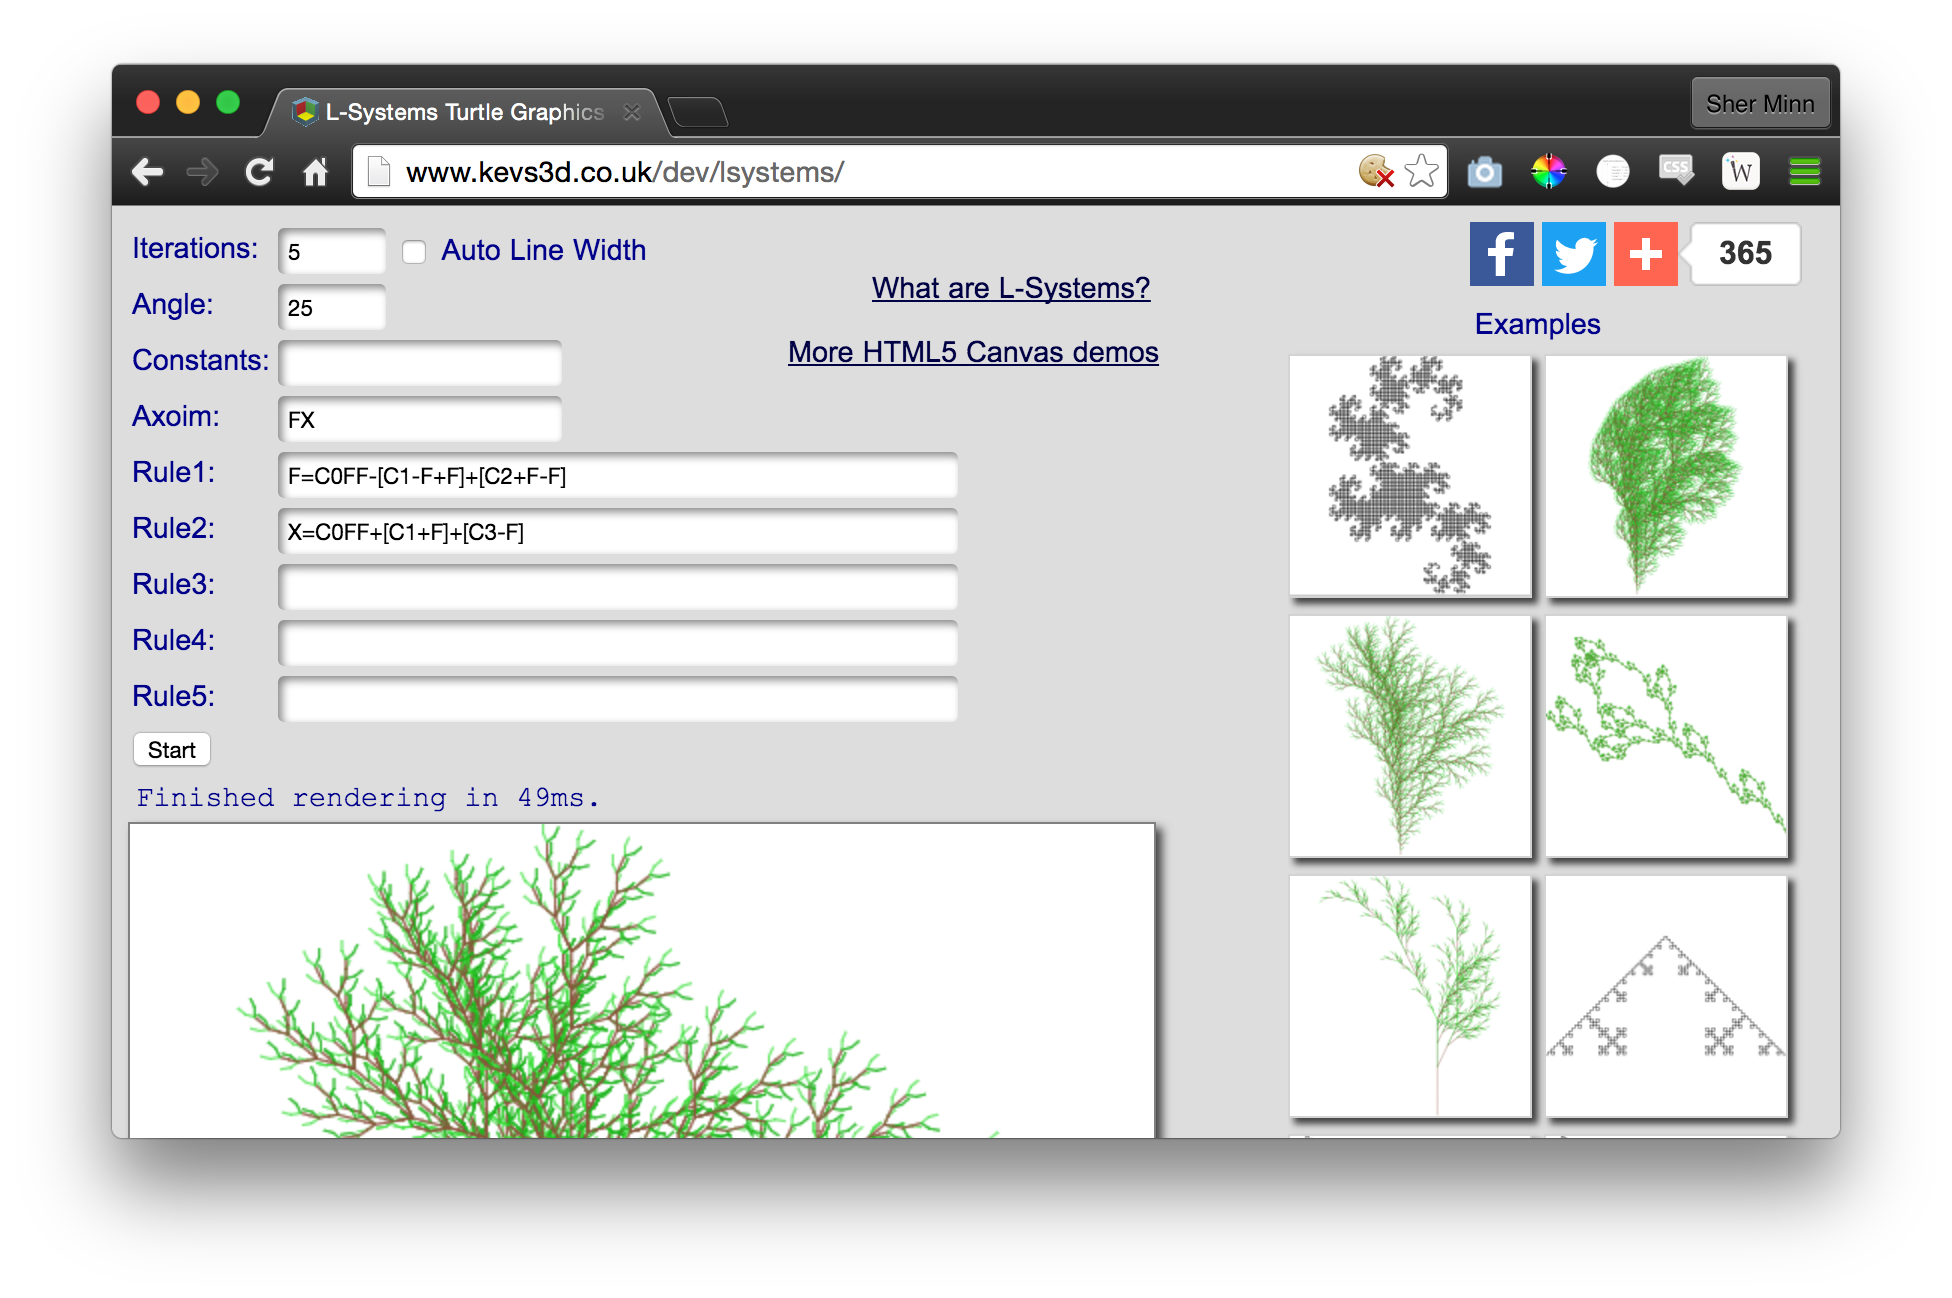 L-Systems Turtle Graphics
Sher Minn
www.kevs3d.co.uk/dev/lsystems/
CSS
W
Iterations: 5 Auto Line Width
Angle: 25
Constants:
Axoim: FX
Rule1: F=C0FF-[C1-F+F]+[C2+F-F]
Rule2: X=C0FF+[C1+F]+[C3-F]
Rule3:
Rule4:
Rule5:
Start
Finished rendering in 49ms.
What are L-Systems?
More HTML5 Canvas demos
365
Examples